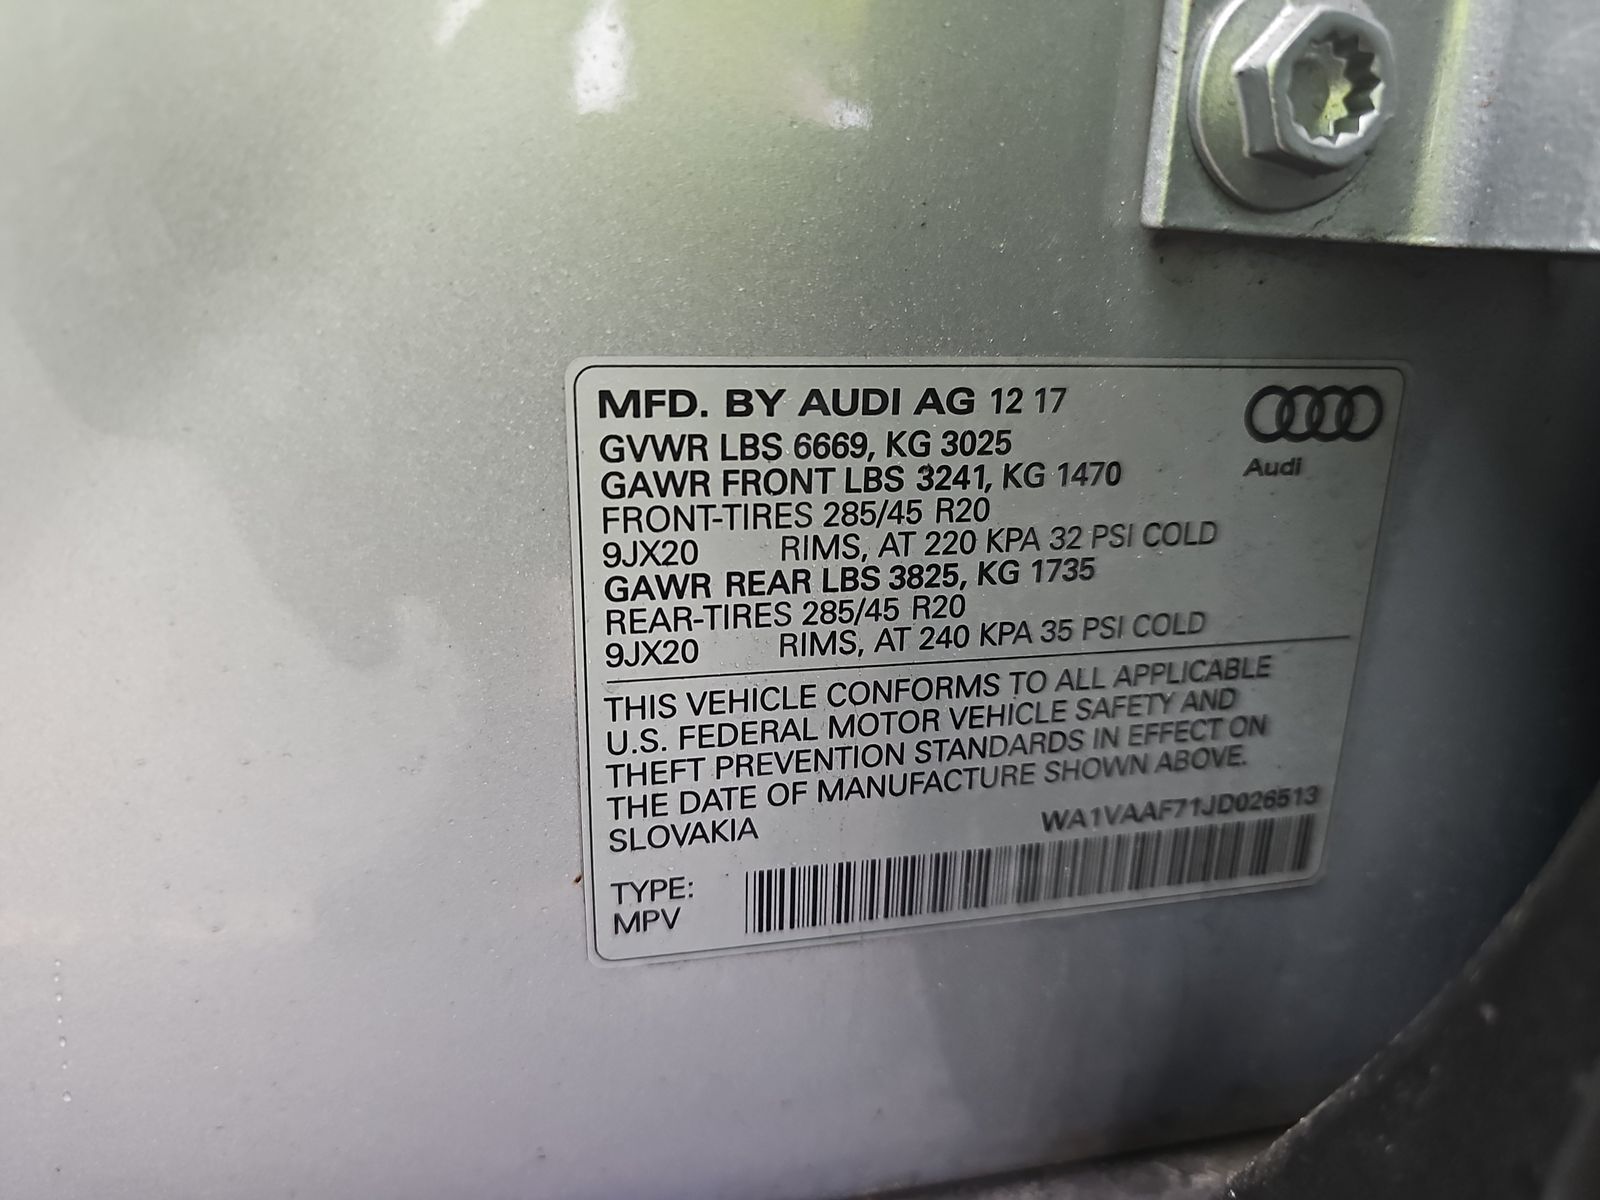 MFD. BY AUDI AG 12 17
GVWR LBS 6669, KG 3025
GAWR FRONT LBS 3241, KG 1470
FRONT-TIRES 285/45 R20
9JX20 RIMS, AT 220 KPA 32 PSI COLD
GAWR REAR LBS 3825, KG 1735
REAR-TIRES 285/45 R20
9JX20 RIMS, AT 240 KPA 35 PSI COLD
Audi
THIS VEHICLE CONFORMS TO ALL APPLICABLE
U.S. FEDERAL MOTOR VEHICLE SAFETY AND
THEFT PREVENTION STANDARDS IN EFFECT ON
THE DATE OF MANUFACTURE SHOWN ABOVE.
SLOVAKIA
WA1VAAF71JD026513
TYPE:
MPV